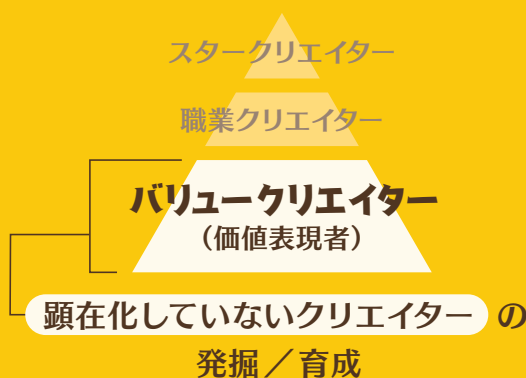 スタークリエイター
職業クリエイター
バリュークリエイター
（価値表現者）
顕在化していないクリエイター の
発掘／育成